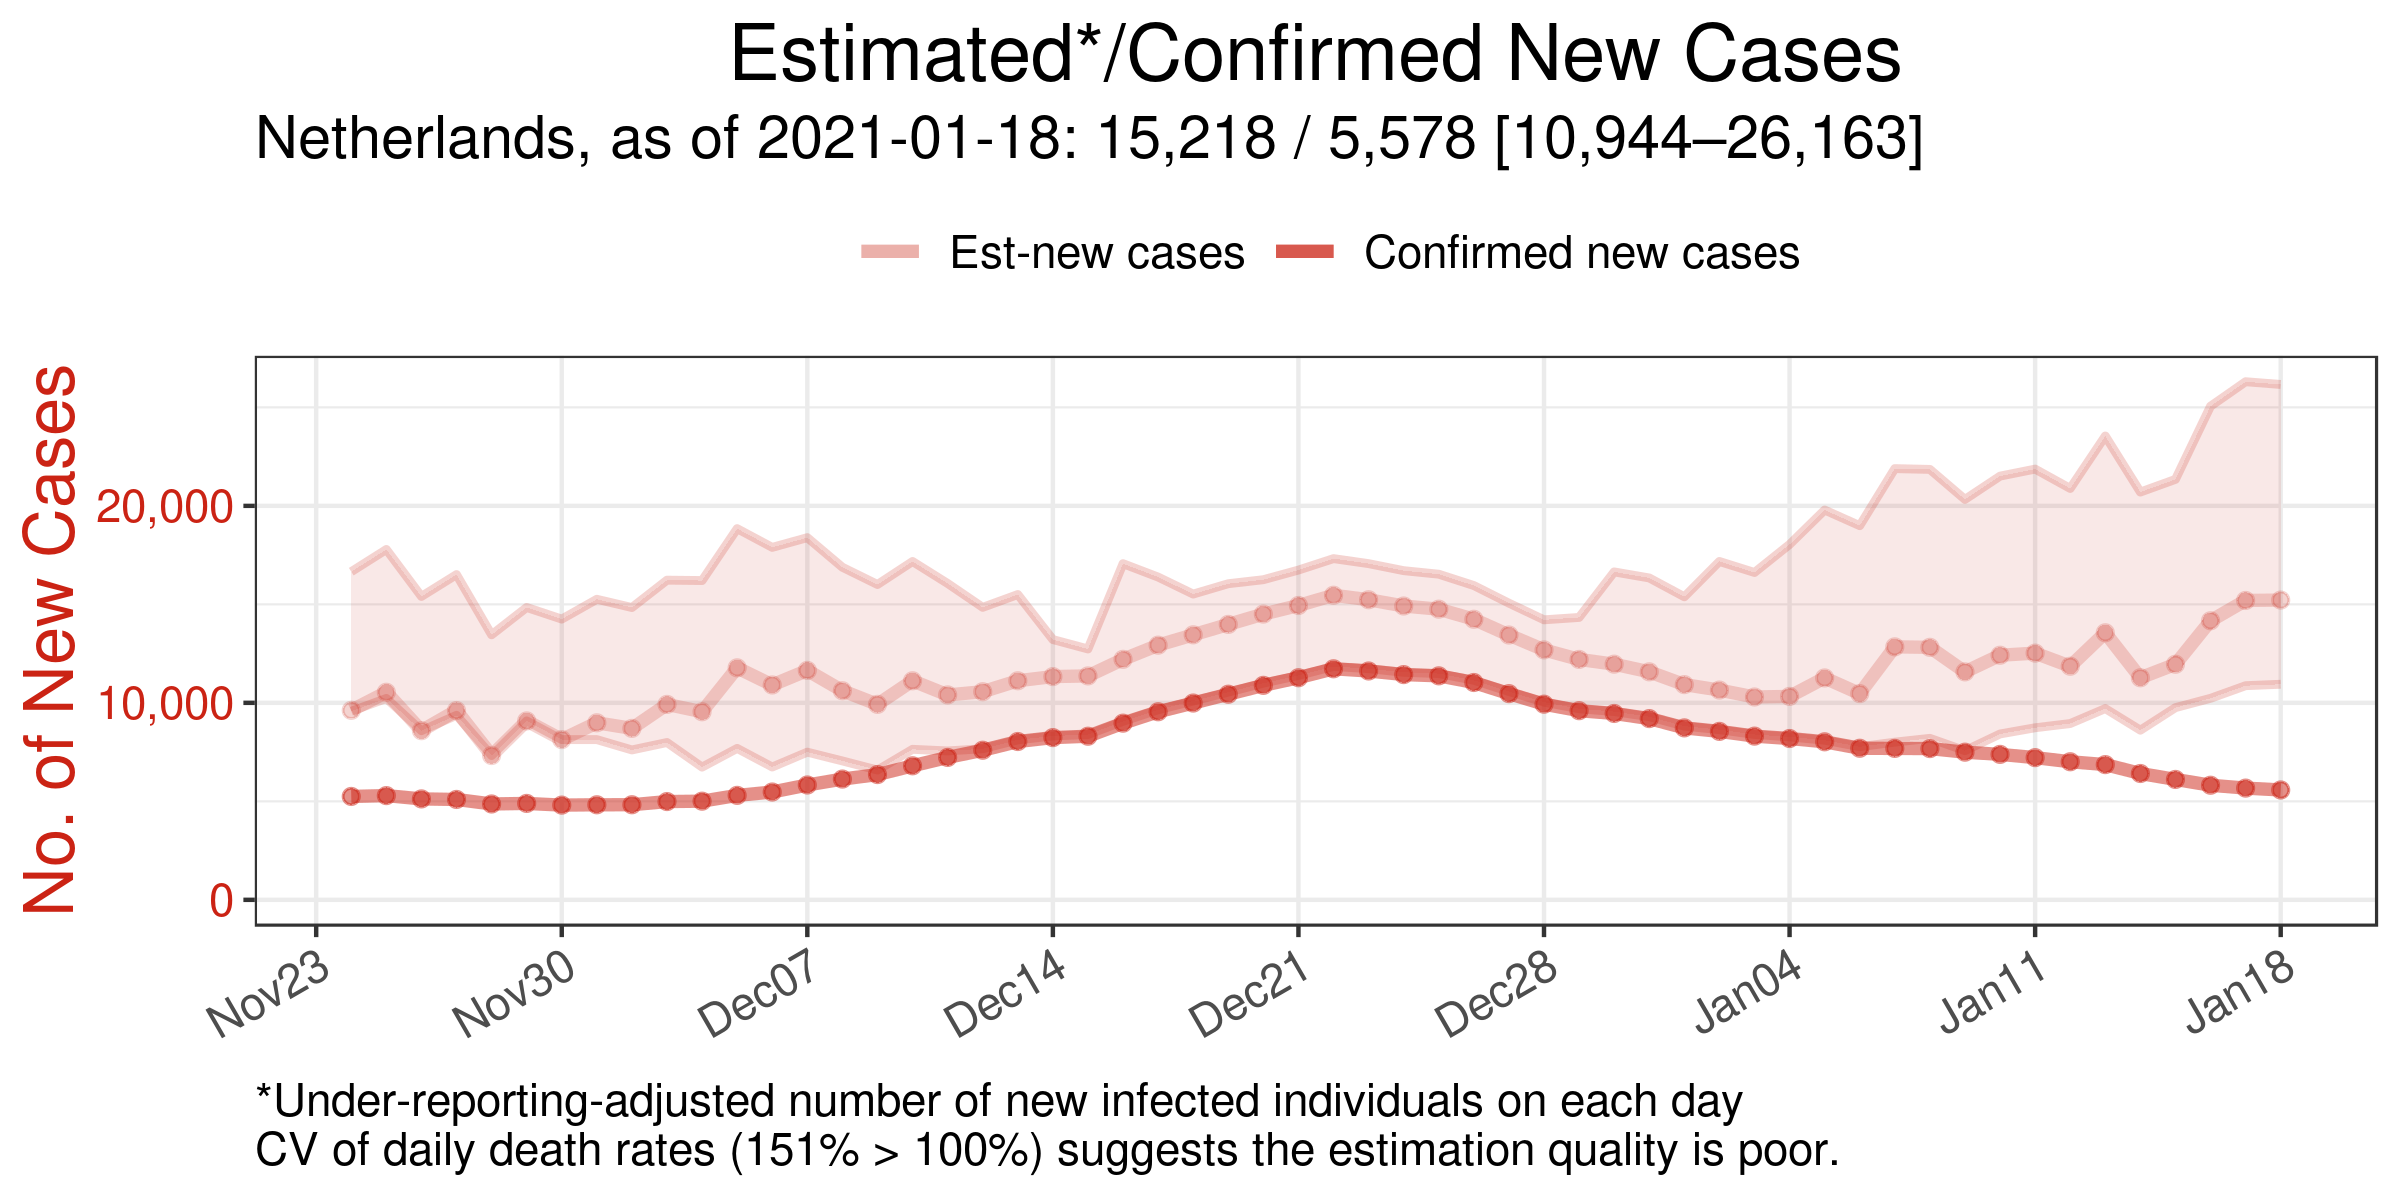 Estimated*/Confirmed New Cases
Netherlands, as of 2021-01-18: 15,218 / 5,578 [10,944–26,163]
Est-new cases
Confirmed new cases
No. of New Cases
20,000
10,000
0
Nov23
Nov30
Dec07
Dec14
Dec21
Dec28
Jan04
Jan11
Jan18
*Under-reporting-adjusted number of new infected individuals on each day
CV of daily death rates (151% > 100%) suggests the estimation quality is poor.